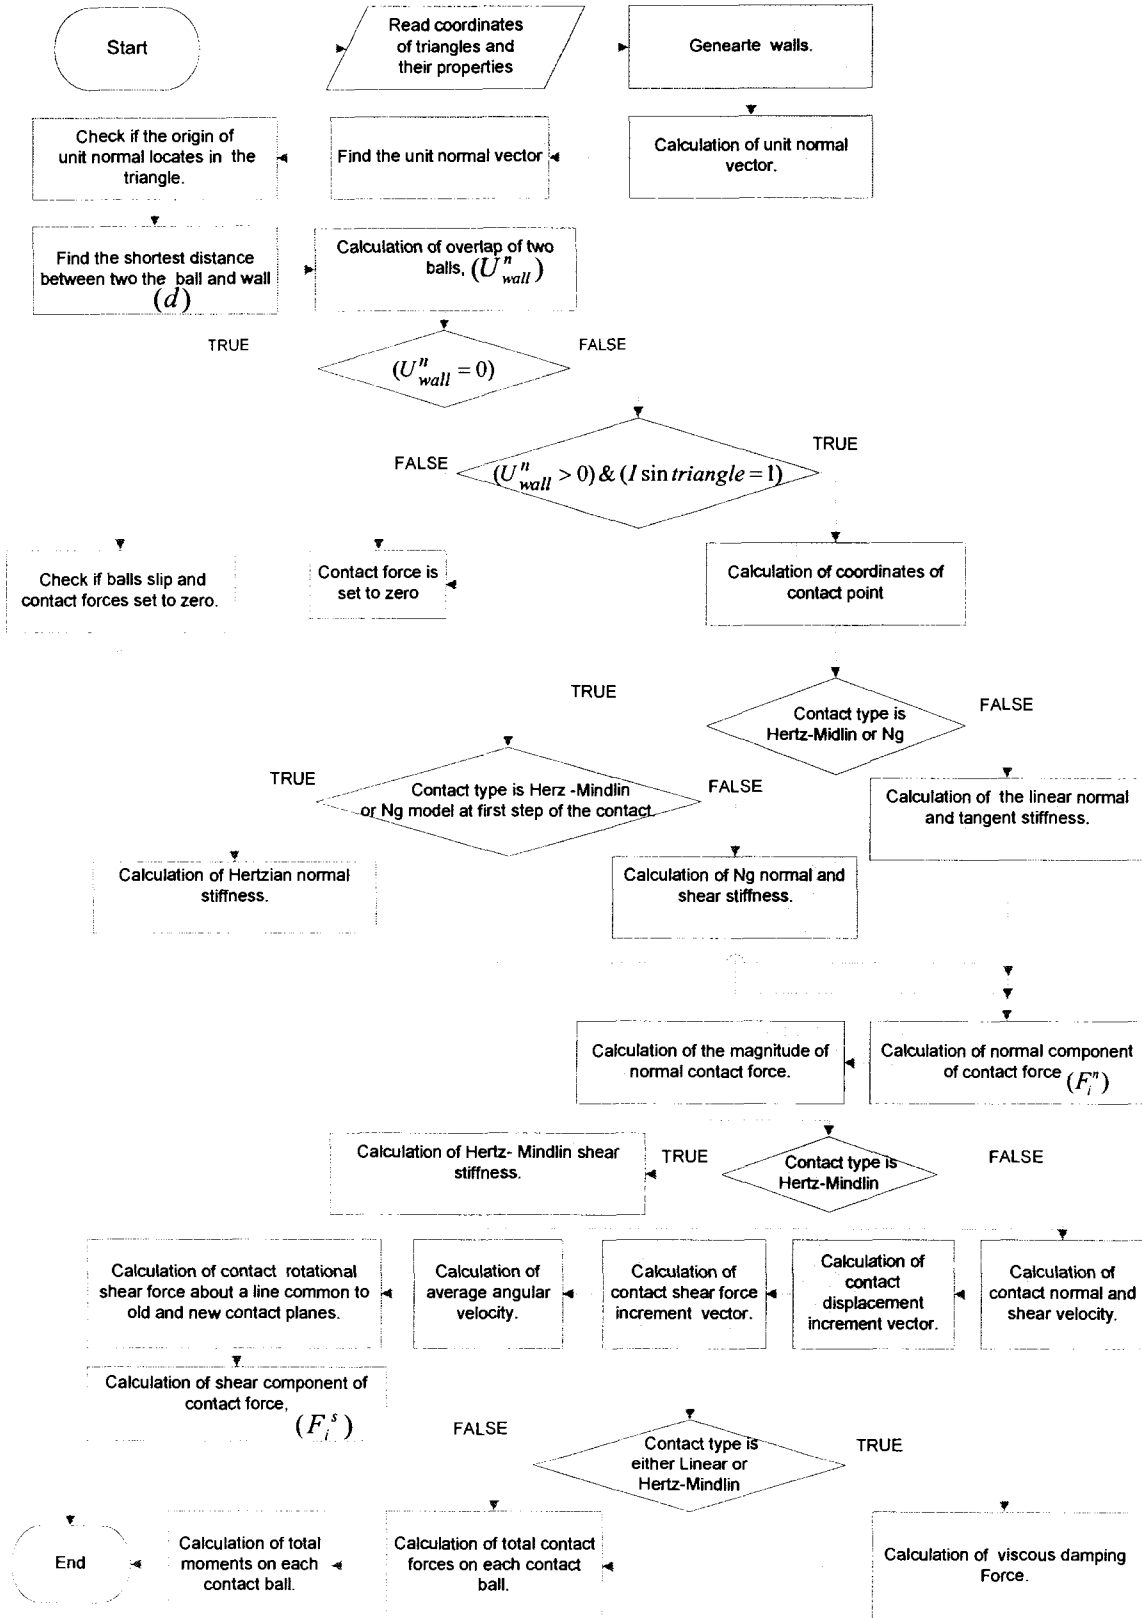 Start
Read coordinates
of triangles and
their properties
Genearte walls.
Check if the origin of
unit normal locates in the
triangle.
Find the unit normal vector
Calculation of unit normal
vector.
Find the shortest distance
between two the ball and wall
(d)
Calculation of overlap of two
balls, (U^n_wall)
TRUE
FALSE
(U^n_wall = 0)
FALSE
TRUE
(U^n_wall > 0) & (I sin triangle = 1)
Check if balls slip and
contact forces set to zero.
Contact force is
set to zero
Calculation of coordinates of
contact point
TRUE
FALSE
Contact type is
Hertz-Midlin or Ng
TRUE
FALSE
Contact type is Herz -Mindlin
or Ng model at first step of the contact.
Calculation of the linear normal
and tangent stiffness.
Calculation of Hertzian normal
stiffness.
Calculation of Ng normal and
shear stiffness.
Calculation of the magnitude of
normal contact force.
Calculation of normal component
of contact force (F_i^n)
Calculation of Hertz- Mindlin shear
stiffness.
TRUE
Contact type is
Hertz-Mindlin
FALSE
Calculation of contact rotational
shear force about a line common to
old and new contact planes.
Calculation of
average angular
velocity.
Calculation of
contact shear force
increment vector.
Calculation of
contact
displacement
increment vector.
Calculation of
contact normal and
shear velocity.
Calculation of shear component of
contact force,
(F_i^s)
FALSE
TRUE
Contact type is
either Linear or
Hertz-Mindlin
End
Calculation of total
moments on each
contact ball.
Calculation of total contact
forces on each contact
ball.
Calculation of viscous damping
Force.